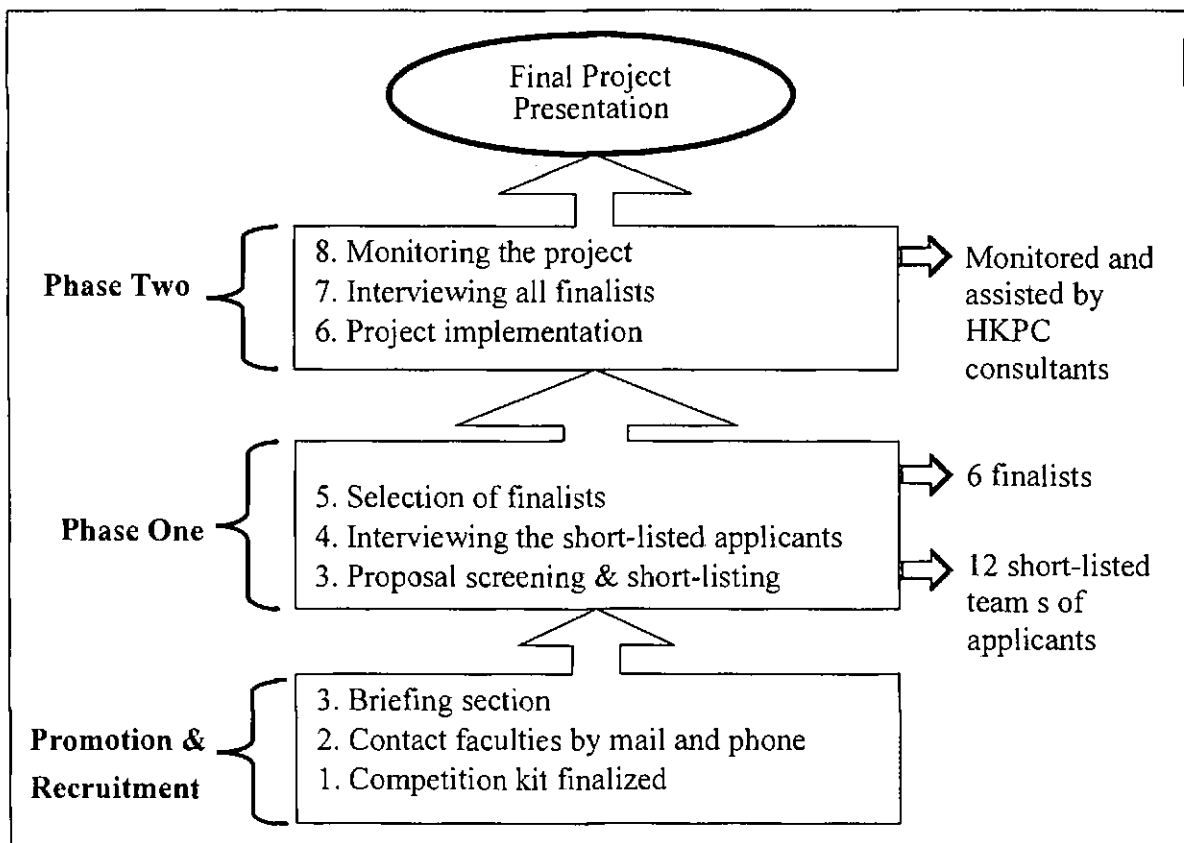 Final Project
Presentation
Phase Two
8. Monitoring the project
7. Interviewing all finalists
6. Project implementation
Monitored and
assisted by
HKPC
consultants
Phase One
5. Selection of finalists
4. Interviewing the short-listed applicants
3. Proposal screening & short-listing
6 finalists
12 short-listed
team s of
applicants
Promotion &
Recruitment
3. Briefing section
2. Contact faculties by mail and phone
1. Competition kit finalized